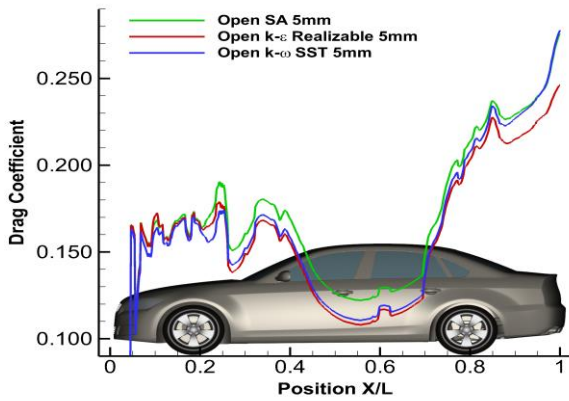 Open SA 5mm
Open k-ε Realizable 5mm
Open k-ω SST 5mm
Drag Coefficient
0.250
0.200
0.150
0.100
0 0.2 0.4 0.6 0.8 1
Position X/L